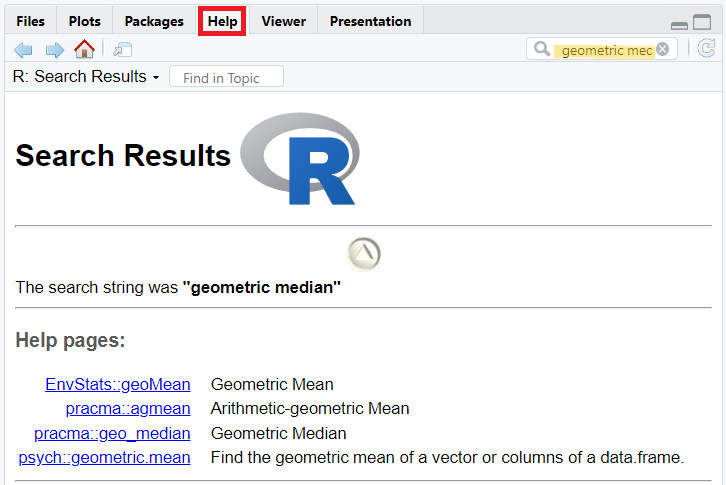 Files Plots Packages Help Viewer Presentation
geometric mec
R: Search Results Find in Topic
Search Results R
The search string was "geometric median"
Help pages:
EnvStats::geoMean Geometric Mean
pracma::agmean Arithmetic-geometric Mean
pracma::geo_median Geometric Median
psych::geometric.mean Find the geometric mean of a vector or columns of a data.frame.